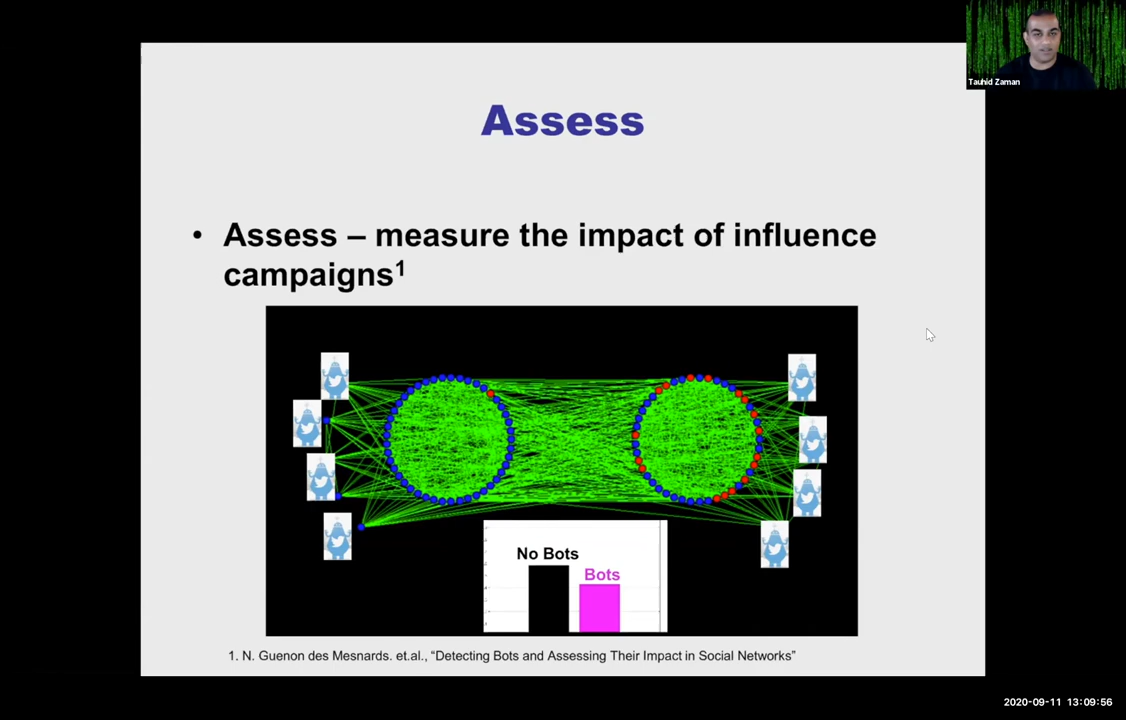 Tauhid Zaman
Assess
• Assess – measure the impact of influence
campaigns1
No Bots
Bots
1. N. Guenon des Mesnards. et.al., “Detecting Bots and Assessing Their Impact in Social Networks”
2020-09-11 13:09:56